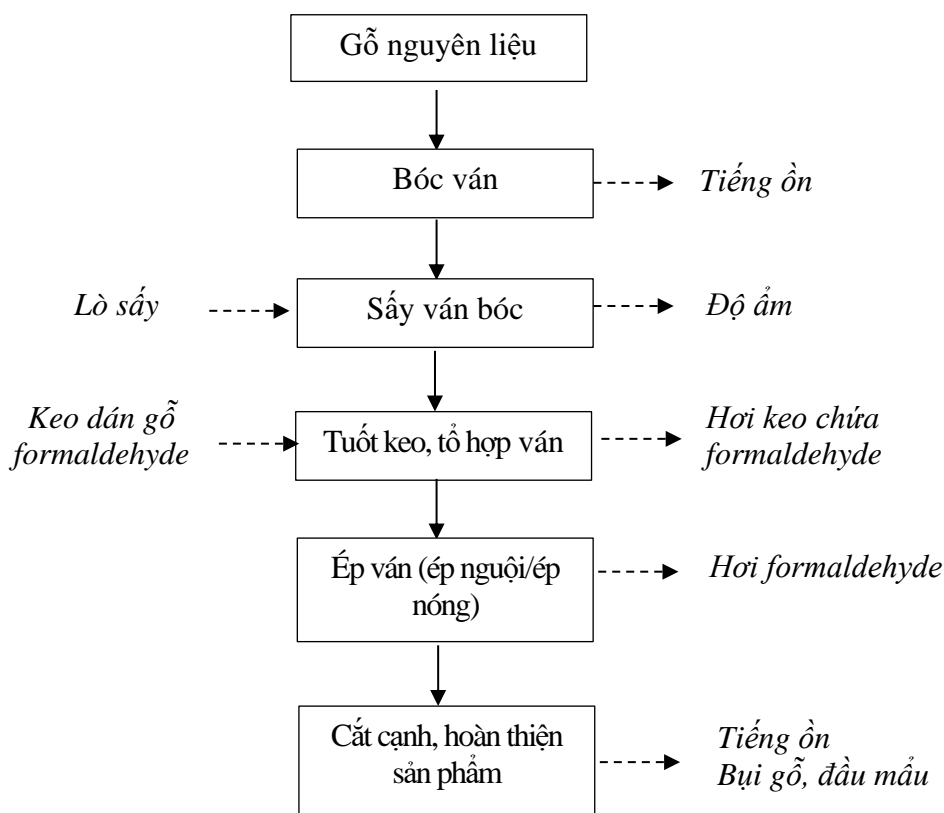 Gỗ nguyên liệu
Bóc ván
Tiếng ồn
Lò sấy
Sấy ván bóc
Độ ẩm
Keo dán gỗ
formaldehyde
Tuốt keo, tổ hợp ván
Hơi keo chứa
formaldehyde
Ép ván (ép nguội/ép
nóng)
Hơi formaldehyde
Cắt cạnh, hoàn thiện
sản phẩm
Tiếng ồn
Bụi gỗ, đầu mẩu